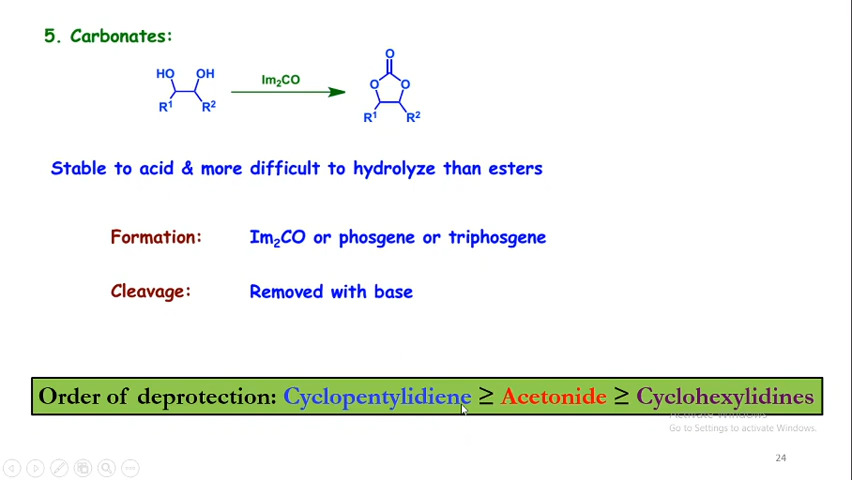 5. Carbonates:
O
HO OH
Im₂CO
O O
R¹ R²
R¹ R²
Stable to acid & more difficult to hydrolyze than esters
Formation: Im₂CO or phosgene or triphosgene
Cleavage: Removed with base
Order of deprotection: Cyclopentylidiene ≥ Acetonide ≥ Cyclohexylidines
Activate Windows
Go to Settings to activate Windows.
24